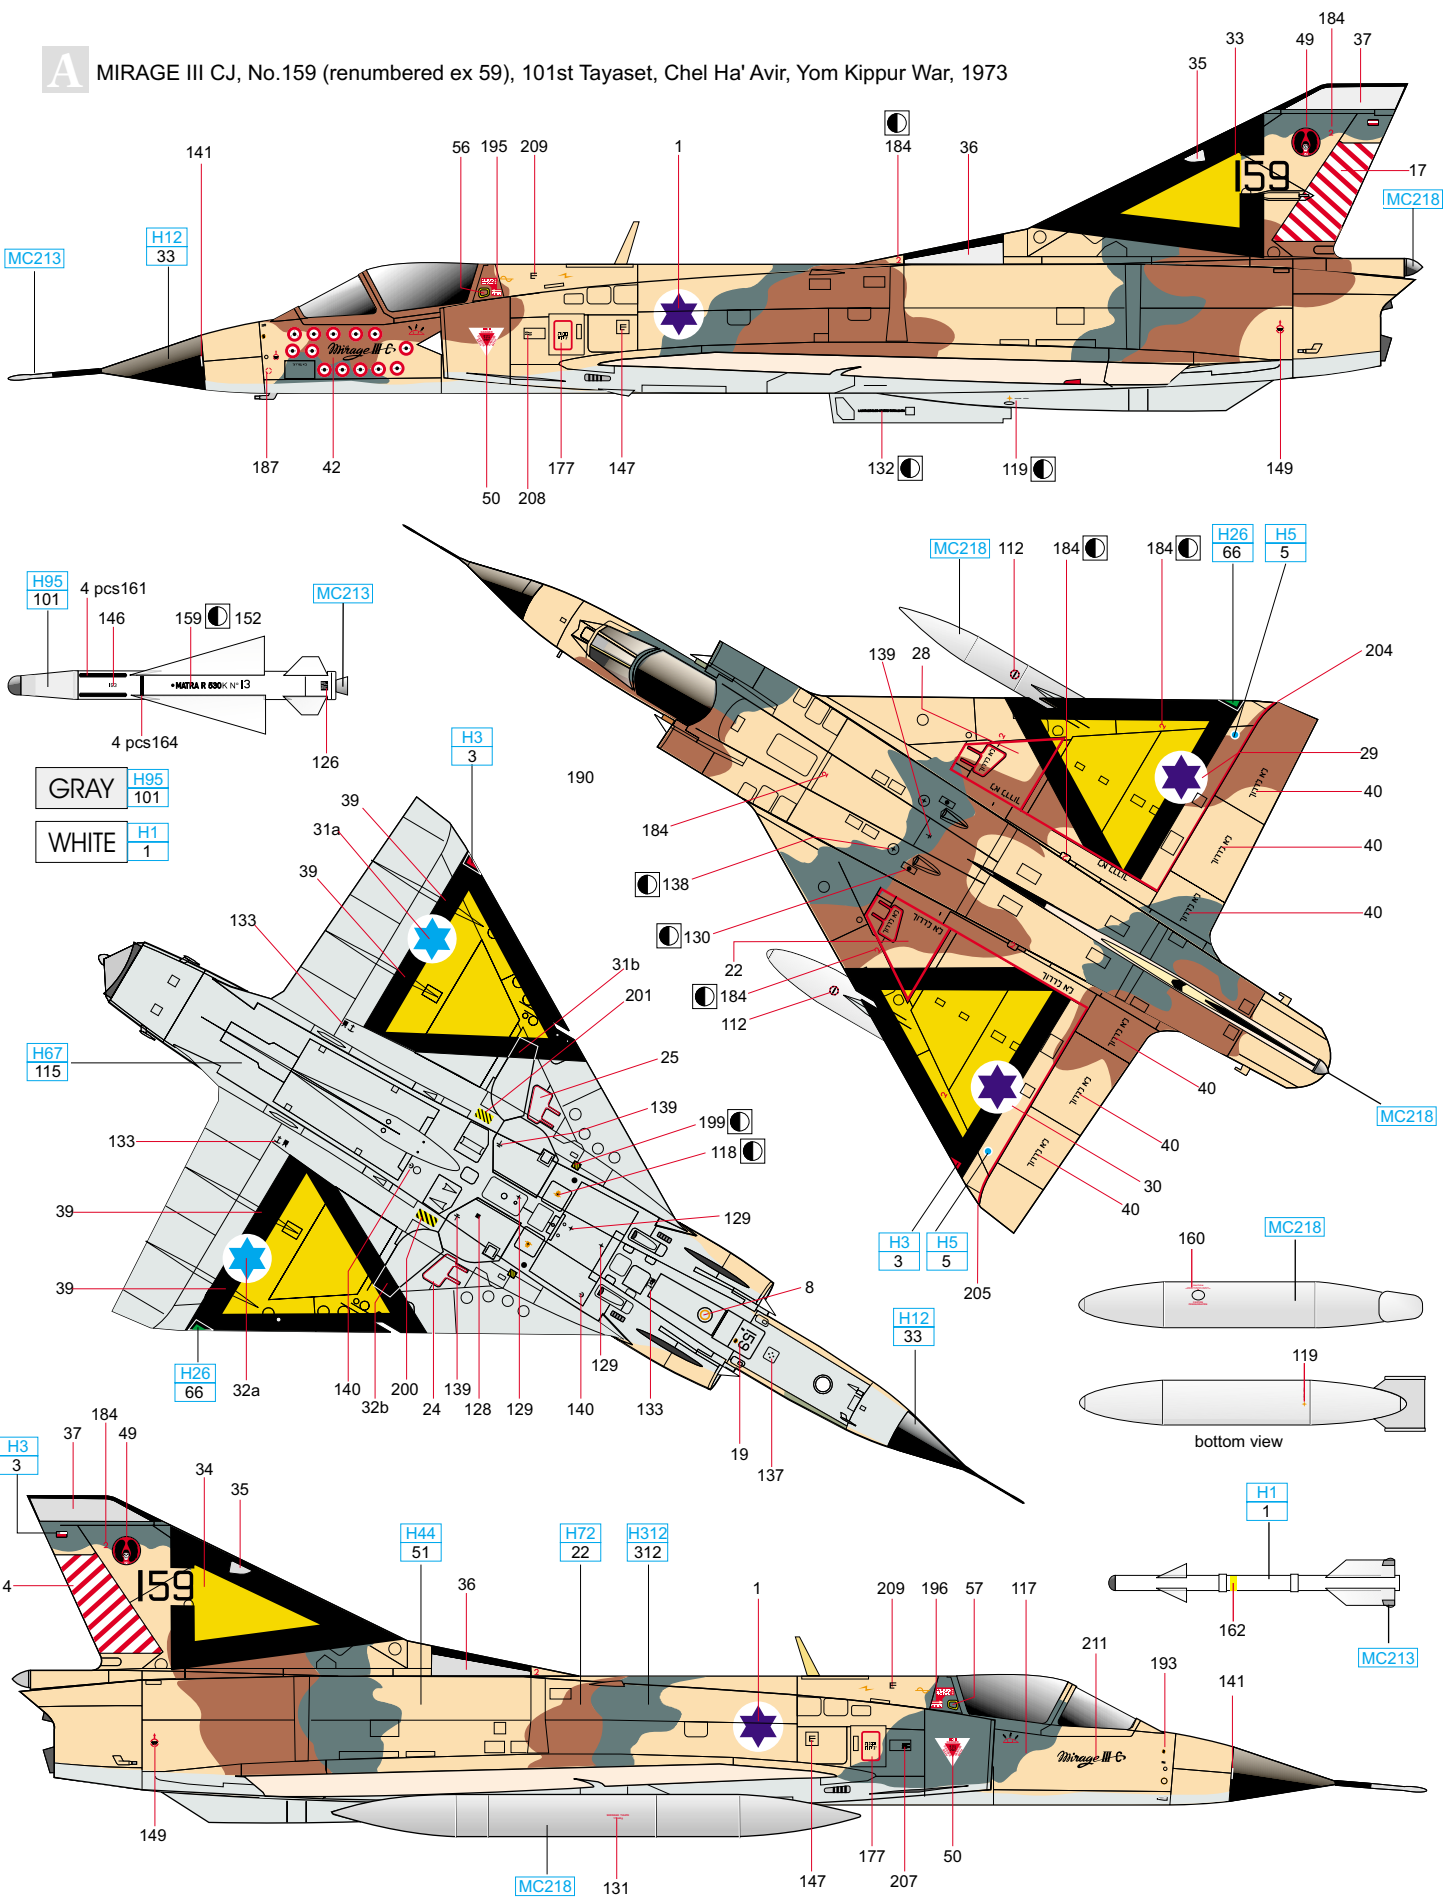 A MIRAGE III CJ, No.159 (renumbered ex 59), 101st Tayaset, Chel Ha' Avir, Yom Kippur War, 1973
184
33 49 37
35
141 56 195 209 1 184 36
17
159
MC218
H12
33
MC213
Mirage III C
187 42 177 147 132 119 149
50 208
MC218 112 184 184 H26
66 H5
5
H95
101 4 pcs161 MC213
146 159 152
MATRA R 530K N° 13
139 28 204
4 pcs164
126
H3
3
190
29
GRAY H95
101
39 40
WHITE H1
1
31a 184 40
39 138
133 130 40
31b 22
201 184
112
H67
115 25
40
139 MC218
133 199 40
118
30
39 129 40
H3
3 H5
5 160 MC218
39 8 205
H12
33
119
H26
66 32a 140 200 139 129 129
32b 24 128 140 133
159
bottom view
19
137
184
H3
3 37 49
34 35
H1
1
H44
51 H72
22 H312
312
4 159 36 1 209 196 57 117
162
211 MC213
193 141
Mirage III C
149 177 50
147 207
MC218 131